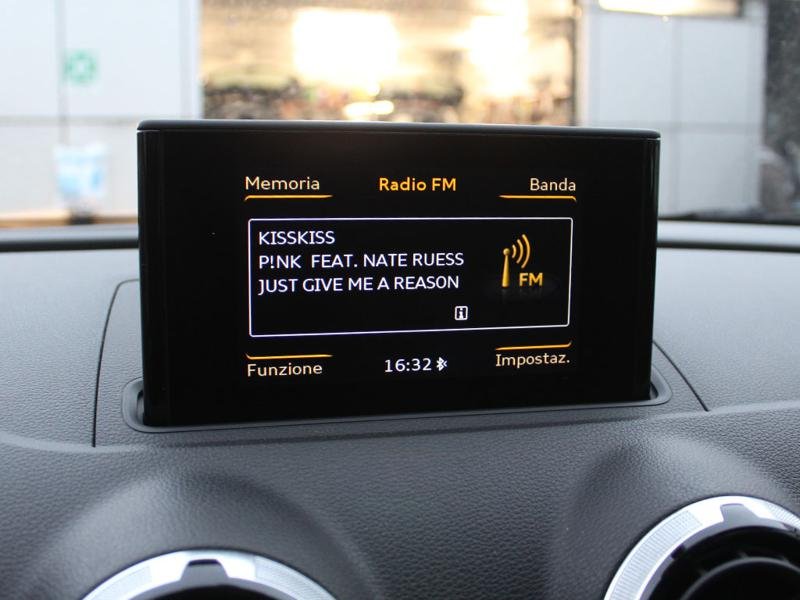 Memoria Radio FM Banda
KISSKISS
P!NK FEAT. NATE RUESS
JUST GIVE ME A REASON
FM
i
Funzione 16:32 Impostaz.